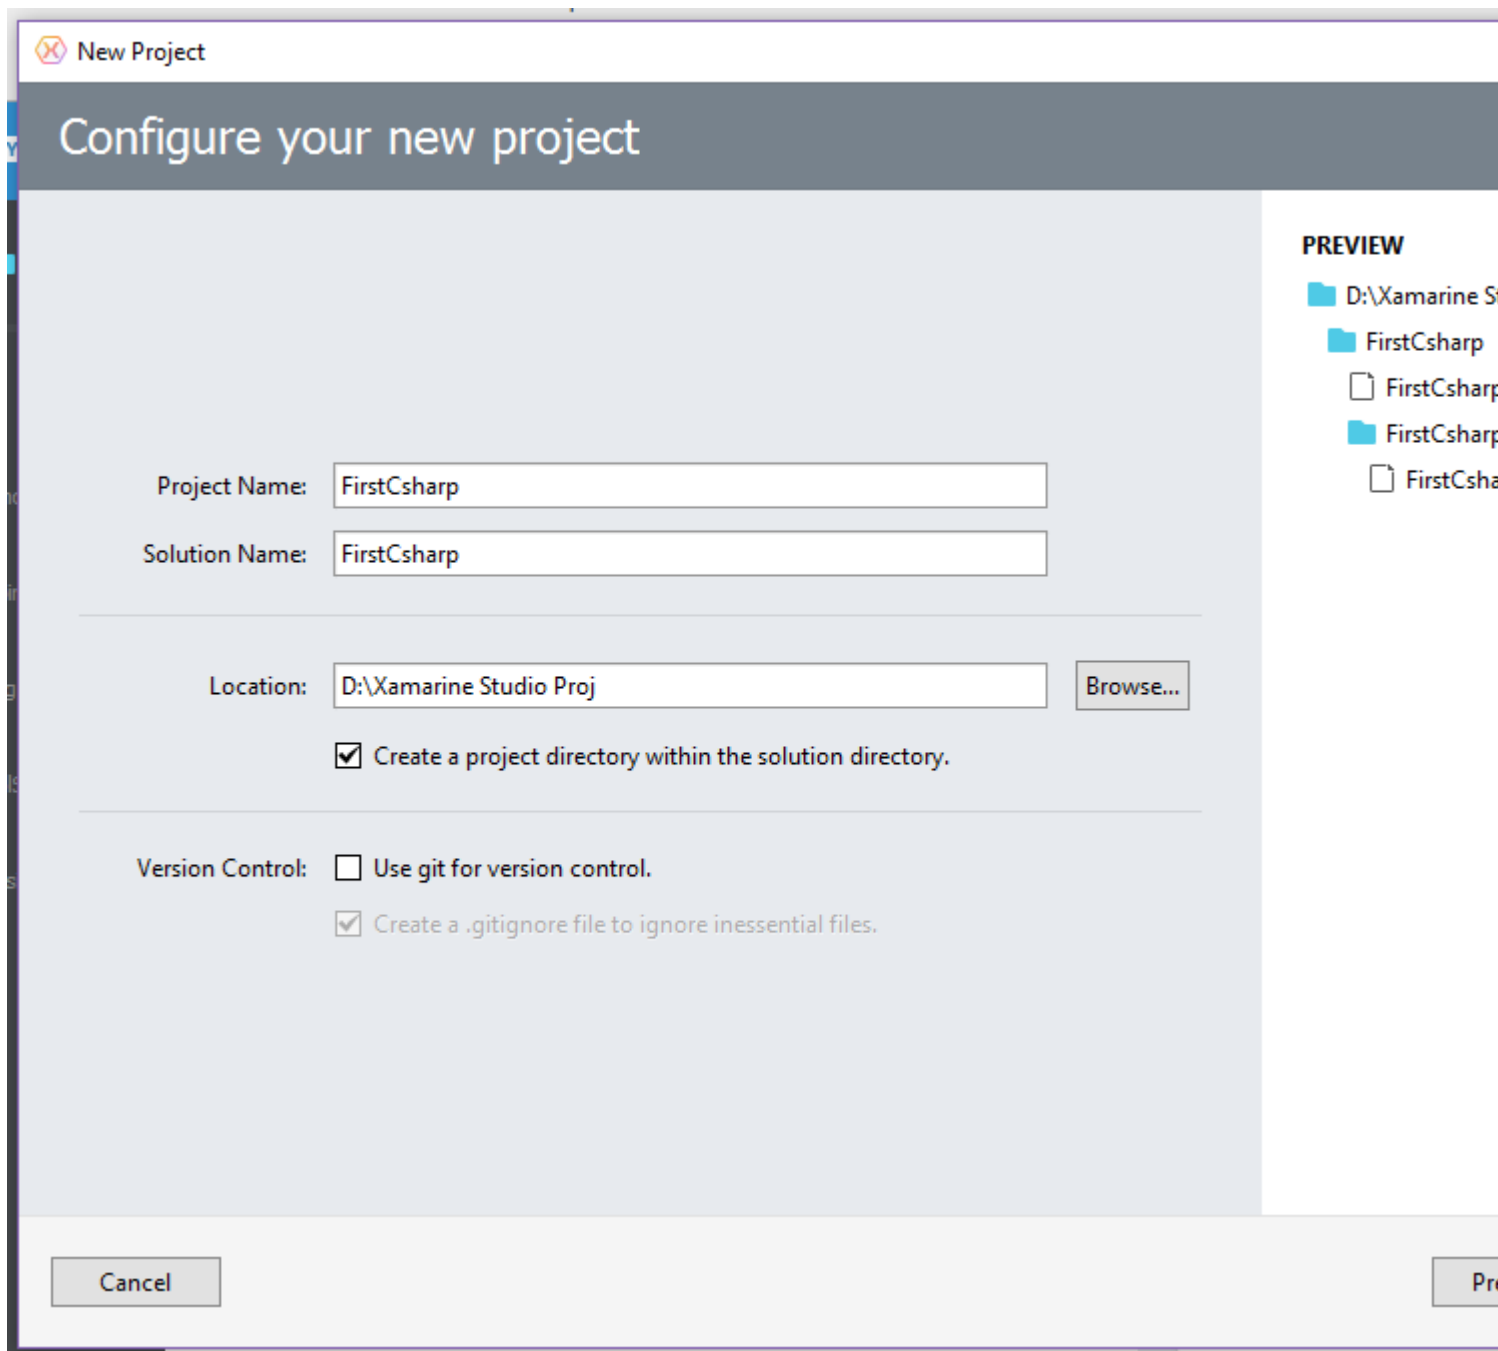 New Project
Configure your new project
PREVIEW
D:\Xamarine
FirstCsharp
Project Name: FirstCsharp
Solution Name: FirstCsharp
Location: D:\Xamarine Studio Proj Browse...
Create a project directory within the solution directory.
Version Control: Use git for version control.
Create a .gitignore file to ignore inessential files.
Cancel